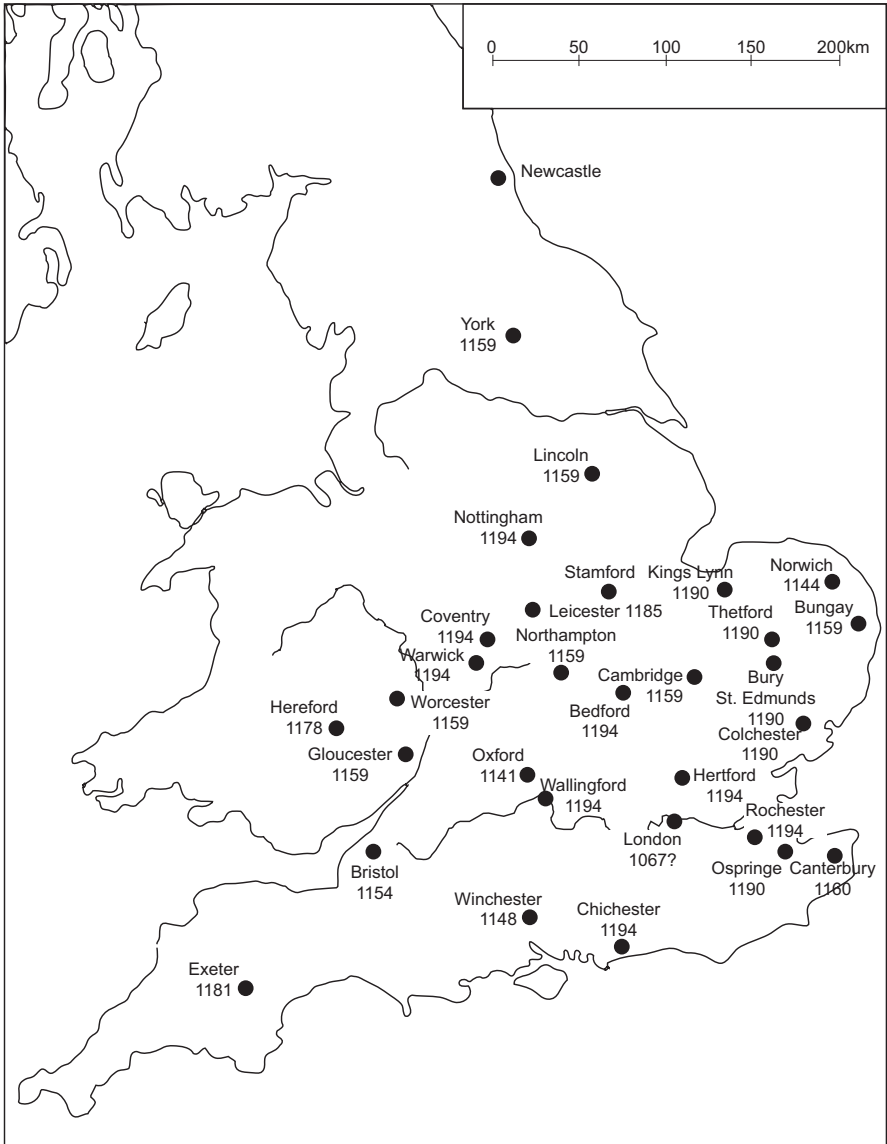 0 50 100 150 200km
Newcastle
York
1159
Lincoln
1159
Nottingham
1194
Stamford
Kings Lynn
1190
Norwich
1144
Leicester 1185
Thetford
1190
Bungay
1159
Coventry
1194
Northampton
1159
Warwick
1194
Cambridge
1159
Bury
St. Edmunds
1190
Bedford
1194
Hereford
1178
Worcester
1159
Colchester
1190
Gloucester
1159
Oxford
1141
Wallingford
1194
Hertford
1194
Rochester
1194
London
1067?
Ospringe
1190
Canterbury
1160
Bristol
1154
Winchester
1148
Chichester
1194
Exeter
1181